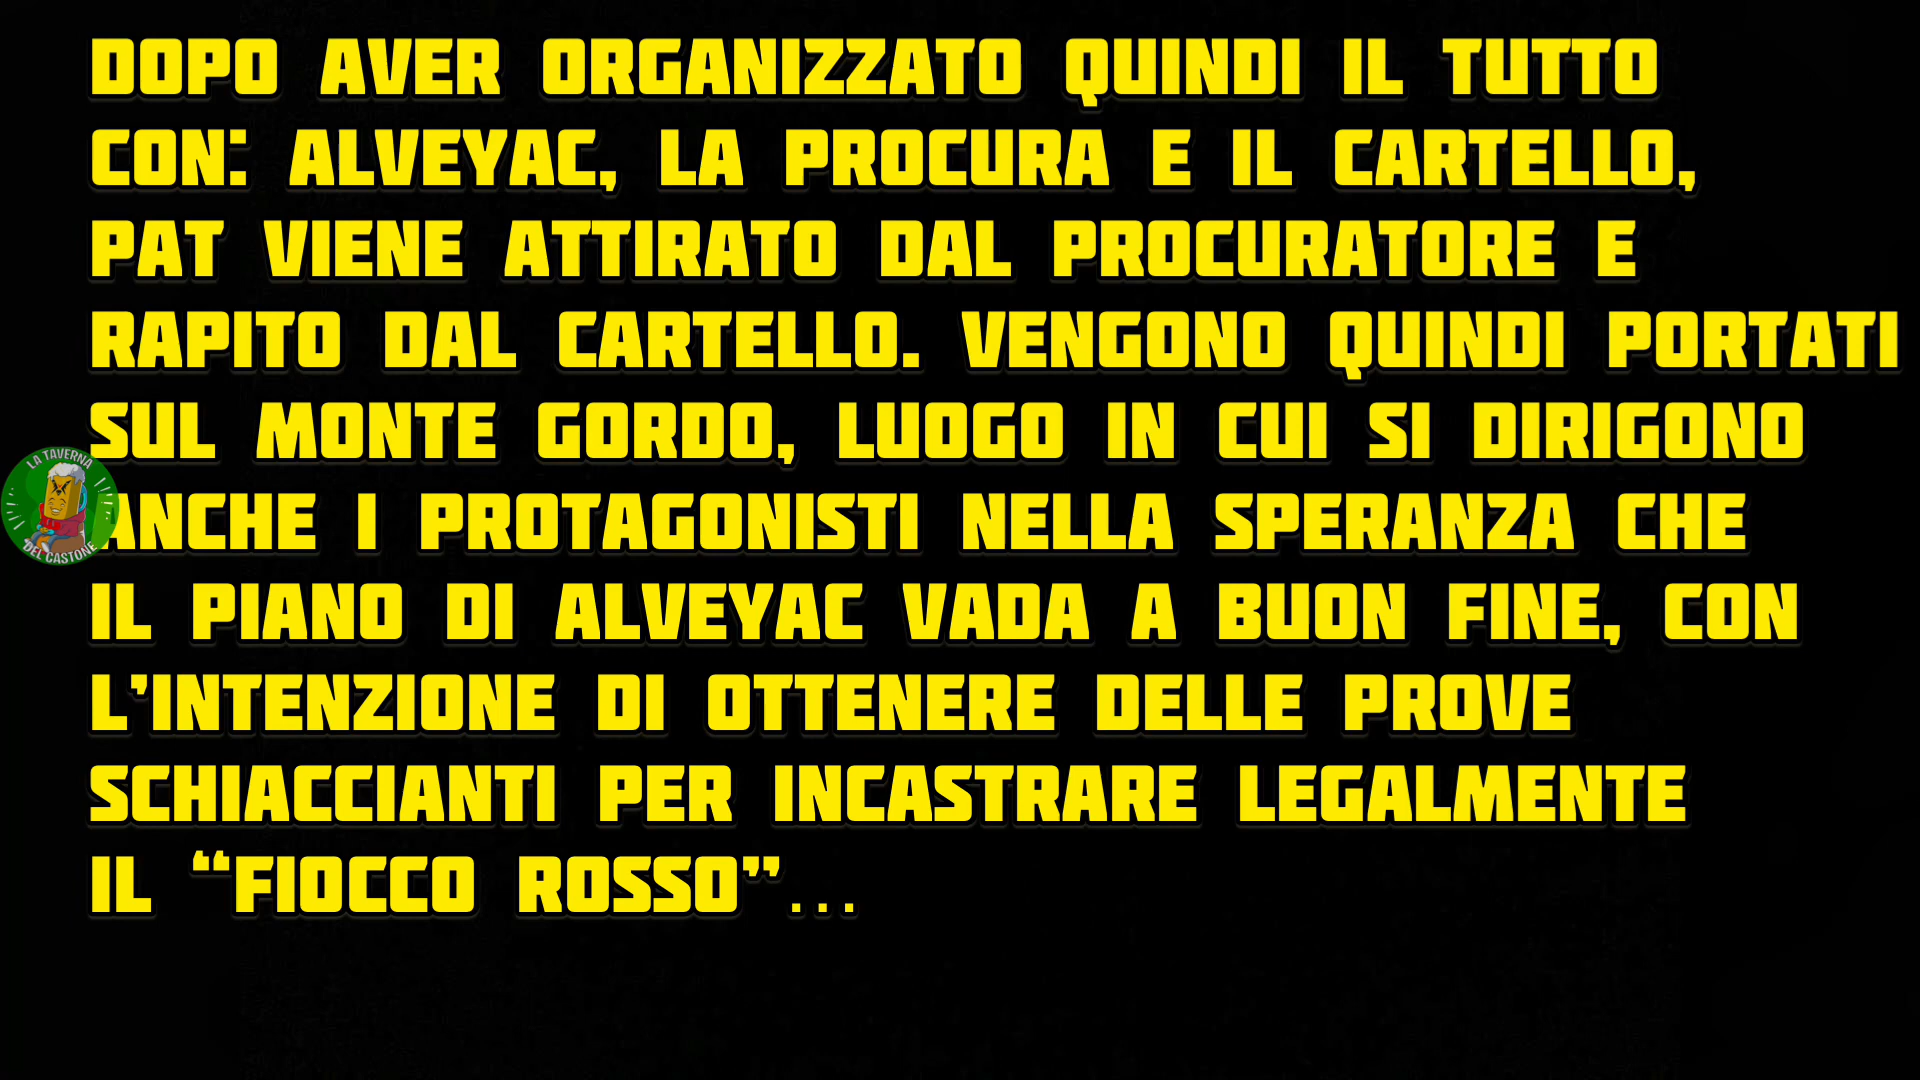 DOPO AVER ORGANIZZATO QUINDI IL TUTTO
CON: ALVEYAC, LA PROCURA E IL CARTELLO,
PAT VIENE ATTIRATO DAL PROCURATORE E
RAPITO DAL CARTELLO. VENGONO QUINDI PORTATI
SUL MONTE GORDO, LUOGO IN CUI SI DIRIGONO
ANCHE I PROTAGONISTI NELLA SPERANZA CHE
IL PIANO DI ALVEYAC VADA A BUON FINE, CON
L'INTENZIONE DI OTTENERE DELLE PROVE
SCHIACCIANTI PER INCASTRARE LEGALMENTE
IL “FIOCCO ROSSO”...
LA TAVERNA
DEL CASTONE